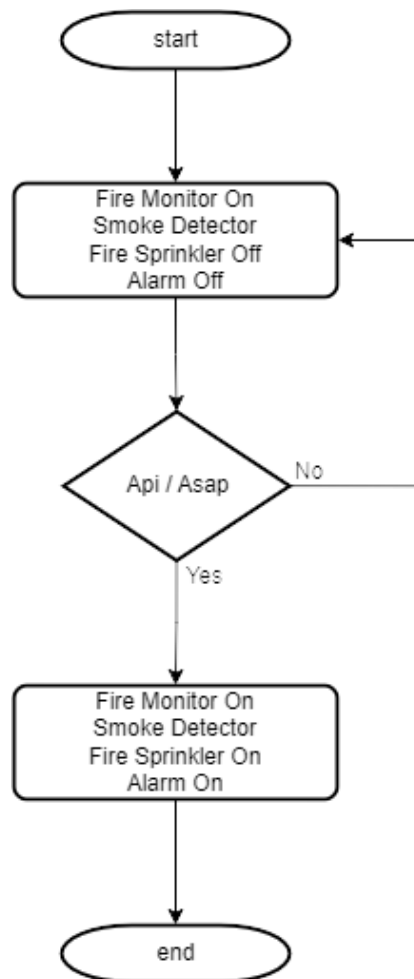 start
Fire Monitor On
Smoke Detector
Fire Sprinkler Off
Alarm Off
Api / Asap
No
Yes
Fire Monitor On
Smoke Detector
Fire Sprinkler On
Alarm On
end